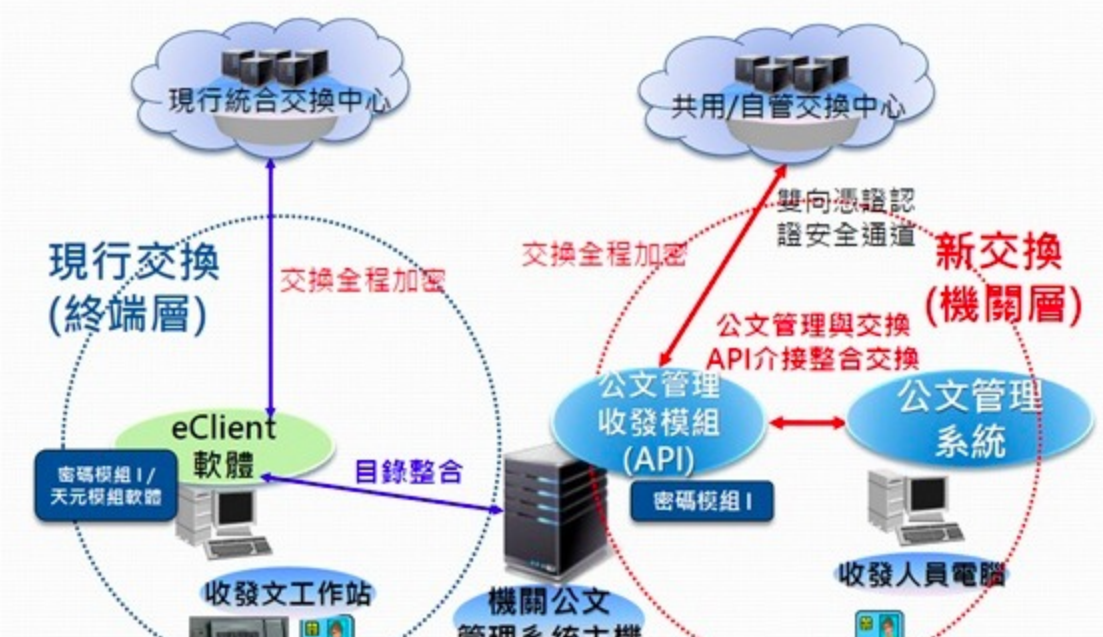 現行統合交換中心
共用/自管交換中心
雙向憑證認
證安全通道
現行交換
(終端層)
交換全程加密
交換全程加密
新交換
(機關層)
公文管理與交換
API介接整合交換
公文管理
收發模組
(API)
公文管理
系統
eClient
軟體
目錄整合
密碼模組 I /
天元模組軟體
密碼模組 I
收發文工作站
機關公文
管理系統主機
收發人員電腦